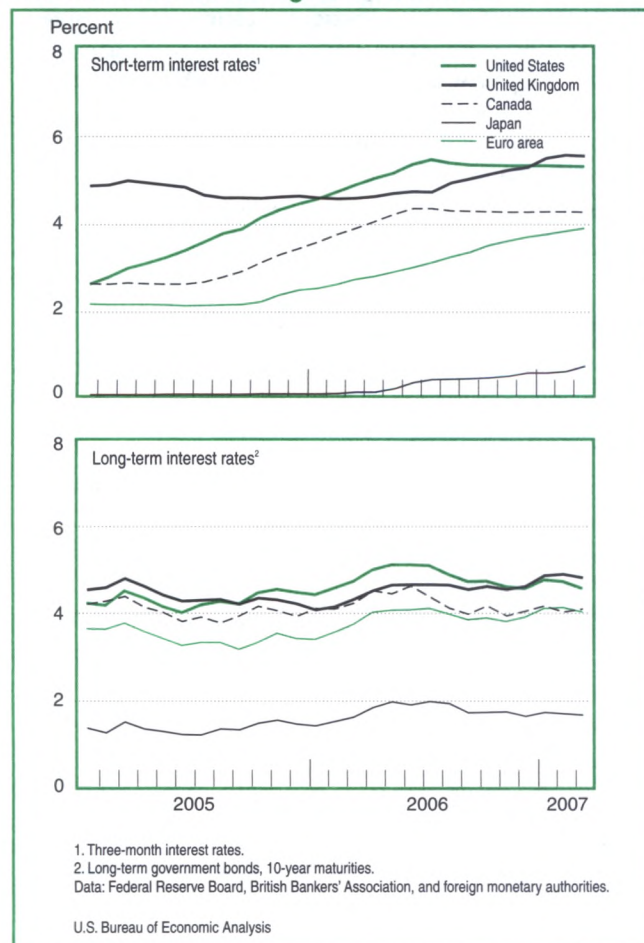 Percent
8
Short-term interest rates¹
United States
United Kingdom
Canada
Japan
Euro area
6
4
2
0
8
Long-term interest rates²
6
4
2
0
2005 2006 2007
1. Three-month interest rates.
2. Long-term government bonds, 10-year maturities.
Data: Federal Reserve Board, British Bankers' Association, and foreign monetary authorities.
U.S. Bureau of Economic Analysis